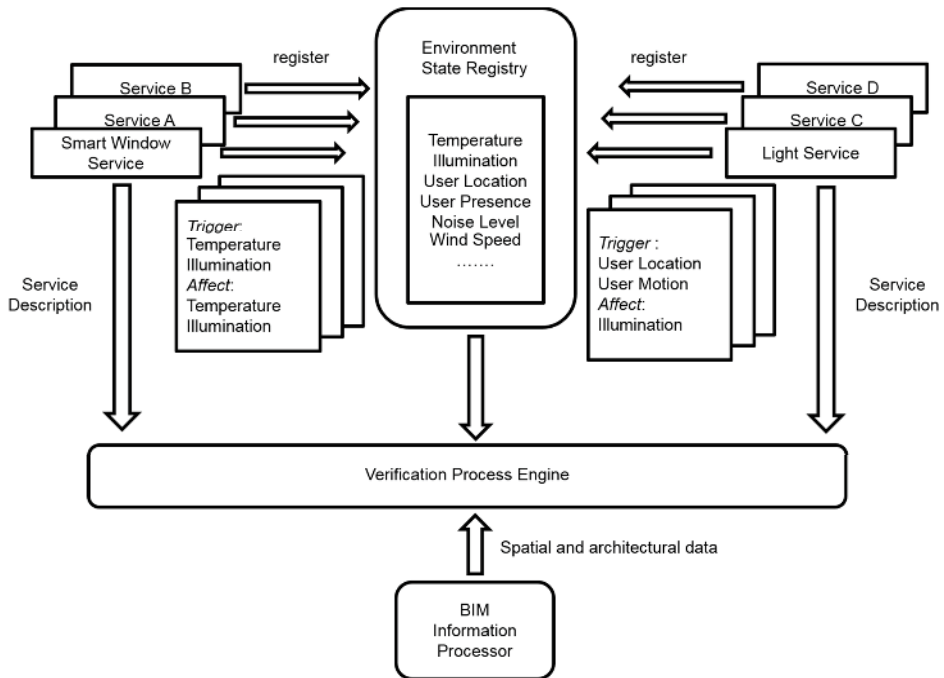 Environment
State Registry
register
register
Service B
Service A
Smart Window
Service
Service D
Service C
Light Service
Temperature
Illumination
User Location
User Presence
Noise Level
Wind Speed
.......
Trigger:
Temperature
Illumination
Affect:
Temperature
Illumination
Trigger :
User Location
User Motion
Affect:
Illumination
Service
Description
Service
Description
Verification Process Engine
Spatial and architectural data
BIM
Information
Processor